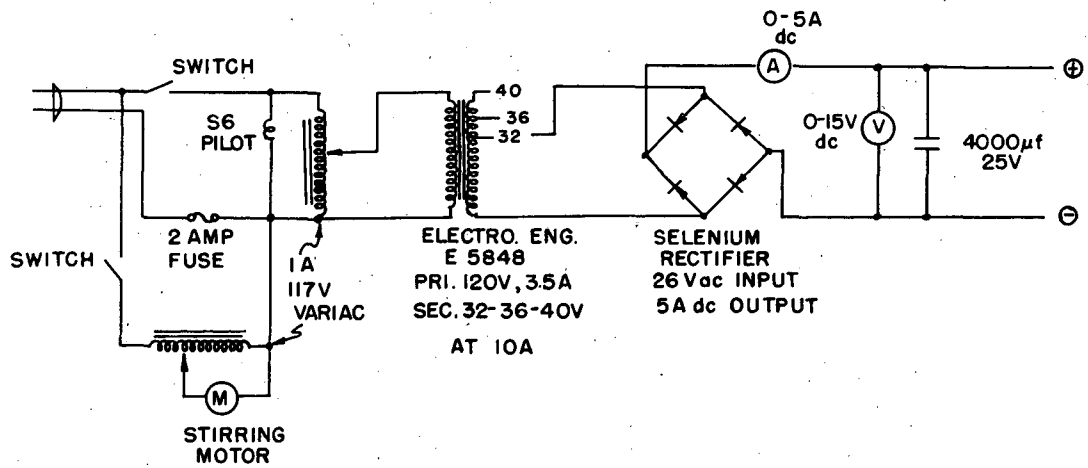 0-5A
dc
SWITCH
A
+
40
36
32
S6
PILOT
0-15V
dc
V
4000µf
25V
2 AMP
FUSE
-
SWITCH
1 A
117V
VARIAC
ELECTRO. ENG.
E 5848
PRI. 120V, 3.5A
SEC. 32-36-40V
AT 10A
SELENIUM
RECTIFIER
26 Vac INPUT
5A dc OUTPUT
M
STIRRING
MOTOR